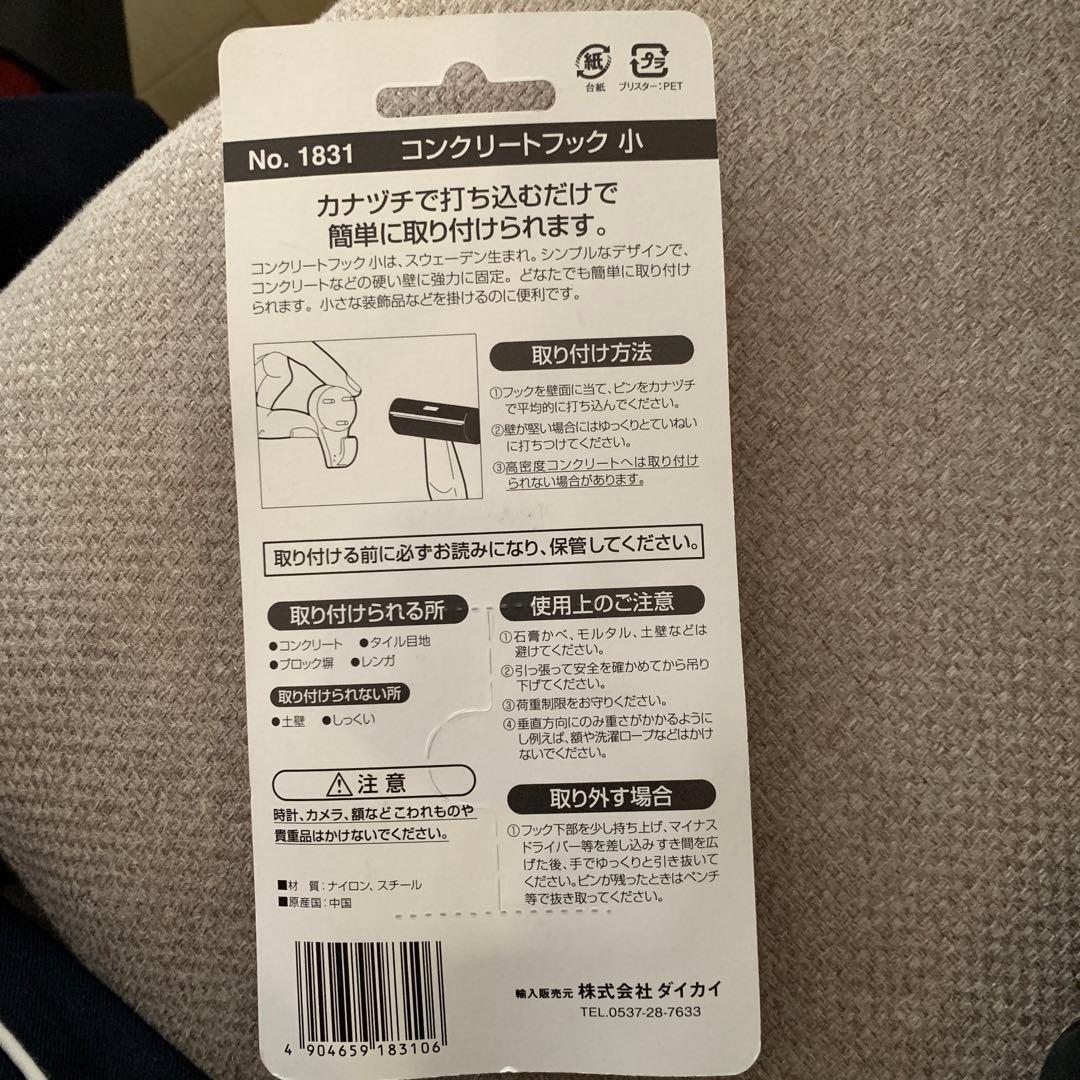 紙
プラ
台紙 ブリスター:PET
No. 1831 コンクリートフック 小
カナヅチで打ち込むだけで
簡単に取り付けられます。
コンクリートフック小は、スウェーデン生まれ。シンプルなデザインで、
コンクリートなどの硬い壁に強力に固定。どなたでも簡単に取り付け
られます。小さな装飾品などを掛けるのに便利です。
取り付け方法
①フックを壁面に当て、ピンをカナヅチ
で平均的に打ち込んでください。
②壁が堅い場合にはゆっくりとていねい
に打ちつけてください。
③高密度コンクリートへは取り付け
られない場合があります。
取り付ける前に必ずお読みになり、保管してください。
取り付けられる所
●コンクリート ●タイル目地
●ブロック塀 ●レンガ
取り付けられない所
●土壁 ●しっくい
⚠注意
時計、カメラ、額などこわれものや
貴重品はかけないでください。
■材 質:ナイロン、スチール
■原産国:中国
使用上のご注意
①石膏かべ、モルタル、土壁などは
避けてください。
②引っ張って安全を確かめてから吊り
下げてください。
③荷重制限をお守りください。
④垂直方向にのみ重さがかかるように
し例えば、額や洗濯ロープなどはかけ
ないでください。
取り外す場合
①フック下部を少し持ち上げ、マイナス
ドライバー等を差し込みすき間を広
げた後、手でゆっくりと引き抜いて
ください。ピンが残ったときはペンチ
等で抜き取ってください。
4 904659 183106
輸入販売元 株式会社 ダイカイ
TEL.0537-28-7633